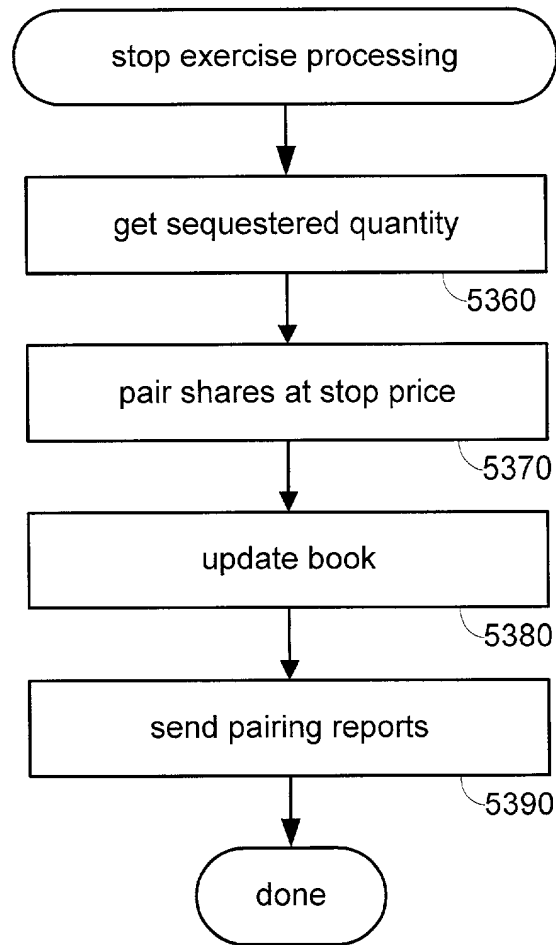 stop exercise processing
get sequestered quantity
5360
pair shares at stop price
5370
update book
5380
send pairing reports
5390
done